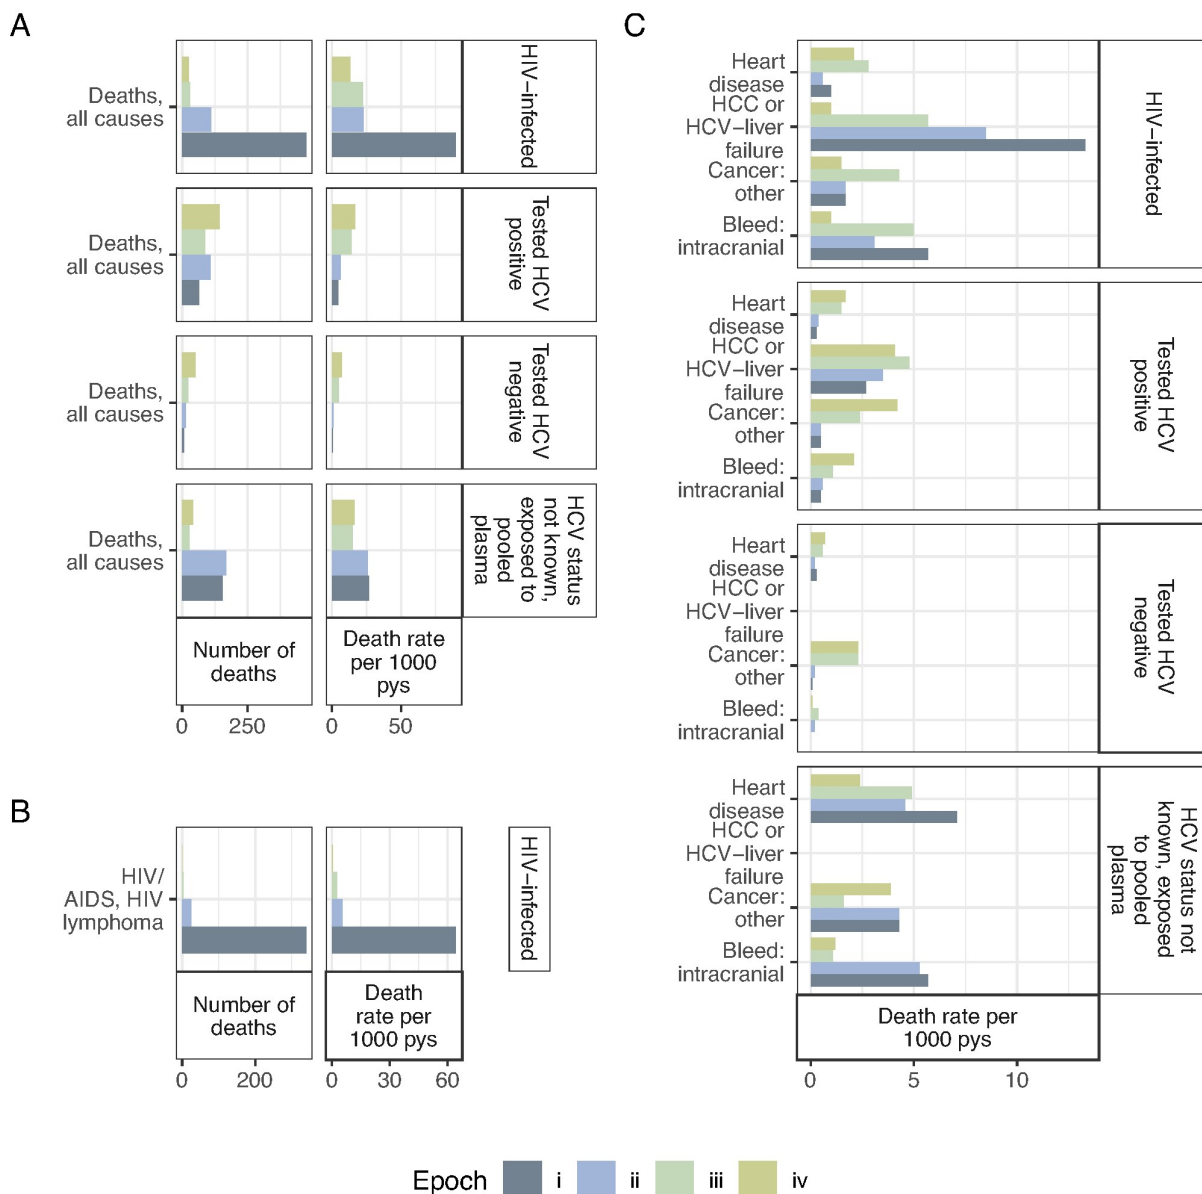 A
Deaths,
all causes
HIV−infected
Deaths,
all causes
Tested HCV
positive
Deaths,
all causes
Tested HCV
negative
Deaths,
all causes
HCV status
not known,
exposed to
pooled
plasma
Number of
deaths
Death rate
per 1000
pys
0 250
0 50
B
HIV/
AIDS, HIV
lymphoma
HIV−infected
Number of
deaths
Death
rate per
1000 pys
0 200
0 30 60
C
Heart
disease
HCC or
HCV−liver
failure
Cancer:
other
Bleed:
intracranial
HIV−infected
Heart
disease
HCC or
HCV−liver
failure
Cancer:
other
Bleed:
intracranial
Tested HCV
positive
Heart
disease
HCC or
HCV−liver
failure
Cancer:
other
Bleed:
intracranial
Tested HCV
negative
Heart
disease
HCC or
HCV−liver
failure
Cancer:
other
Bleed:
intracranial
HCV status not
known, exposed
to pooled
plasma
Death rate per
1000 pys
0 5 10
Epoch i ii iii iv